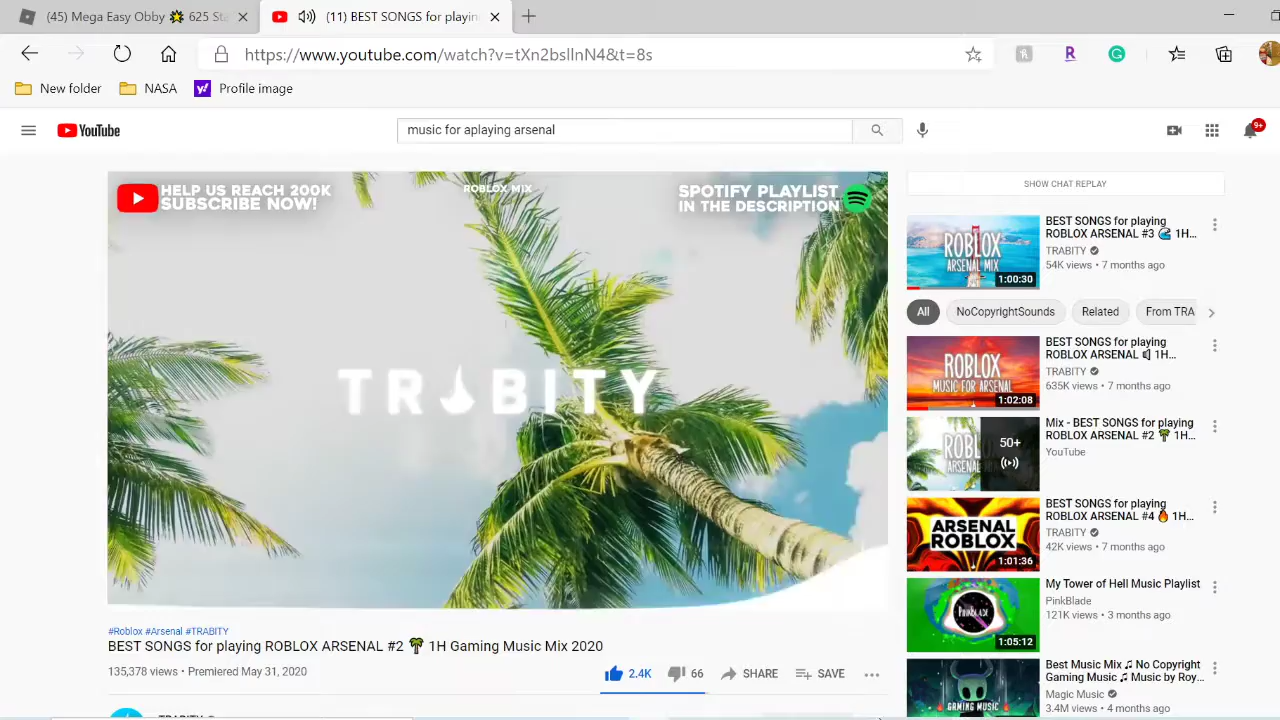 (4) Mega Easy Obby 🌟 625 Sta
(11) BEST SONGS for playin
https://www.youtube.com/watch?v=tXn2bsllnN4&t=8s
New folder
NASA
Profile image
YouTube
music for aplaying arsenal
9+
HELP US REACH 200K
SUBSCRIBE NOW!
ROBLOX MIX
SPOTIFY PLAYLIST
IN THE DESCRIPTION
TRABITY
#Roblox #Arsenal #TRABITY
BEST SONGS for playing ROBLOX ARSENAL #2 🌴 1H Gaming Music Mix 2020
135,378 views • Premiered May 31, 2020
2.4K
66
SHARE
SAVE
SHOW CHAT REPLAY
ROBLOX
ARSENAL MIX
1:00:30
BEST SONGS for playing
ROBLOX ARSENAL #3 🌊 1H...
TRABITY
54K views • 7 months ago
All
NoCopyrightSounds
Related
From TRA
ROBLOX
MUSIC FOR ARSENAL
1:02:08
BEST SONGS for playing
ROBLOX ARSENAL 🔊 1H...
TRABITY
635K views • 7 months ago
50+
Mix - BEST SONGS for playing
ROBLOX ARSENAL #2 🌴 1H...
YouTube
ARSENAL
ROBLOX
1:01:36
BEST SONGS for playing
ROBLOX ARSENAL #4 🔥 1H...
TRABITY
42K views • 7 months ago
PINKBLADE
1:05:12
My Tower of Hell Music Playlist
PinkBlade
121K views • 3 months ago
GAMING MUSIC
Best Music Mix ♫ No Copyright
Gaming Music ♫ Music by Roy...
Magic Music
3.4M views • 4 months ago